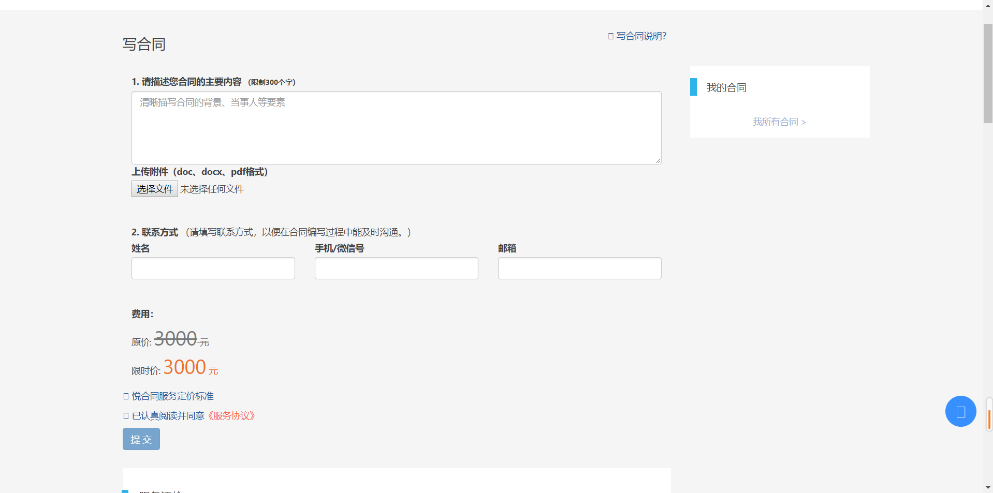 写合同
写合同说明?
1. 请描述您合同的主要内容 (限制300个字)
清晰描写合同的背景、当事人等要素
上传附件（doc、docx、pdf格式）
选择文件 未选择任何文件
2. 联系方式 （请填写联系方式，以便在合同编写过程中能及时沟通。）
姓名 手机/微信号 邮箱
费用:
原价: 3000 元
限时价: 3000 元
悦合同服务定价标准
已认真阅读并同意《服务协议》
提 交
我的合同
我所有合同 >